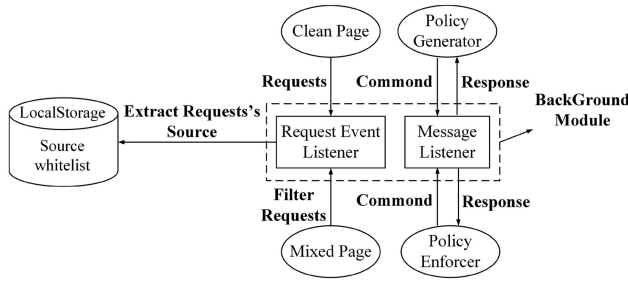 Clean Page
Policy
Generator
Requests
Commond
Response
BackGround
Module
LocalStorage
Source
whitelist
Extract Requests's
Source
Request Event
Listener
Message
Listener
Filter
Requests
Commond
Response
Mixed Page
Policy
Enforcer